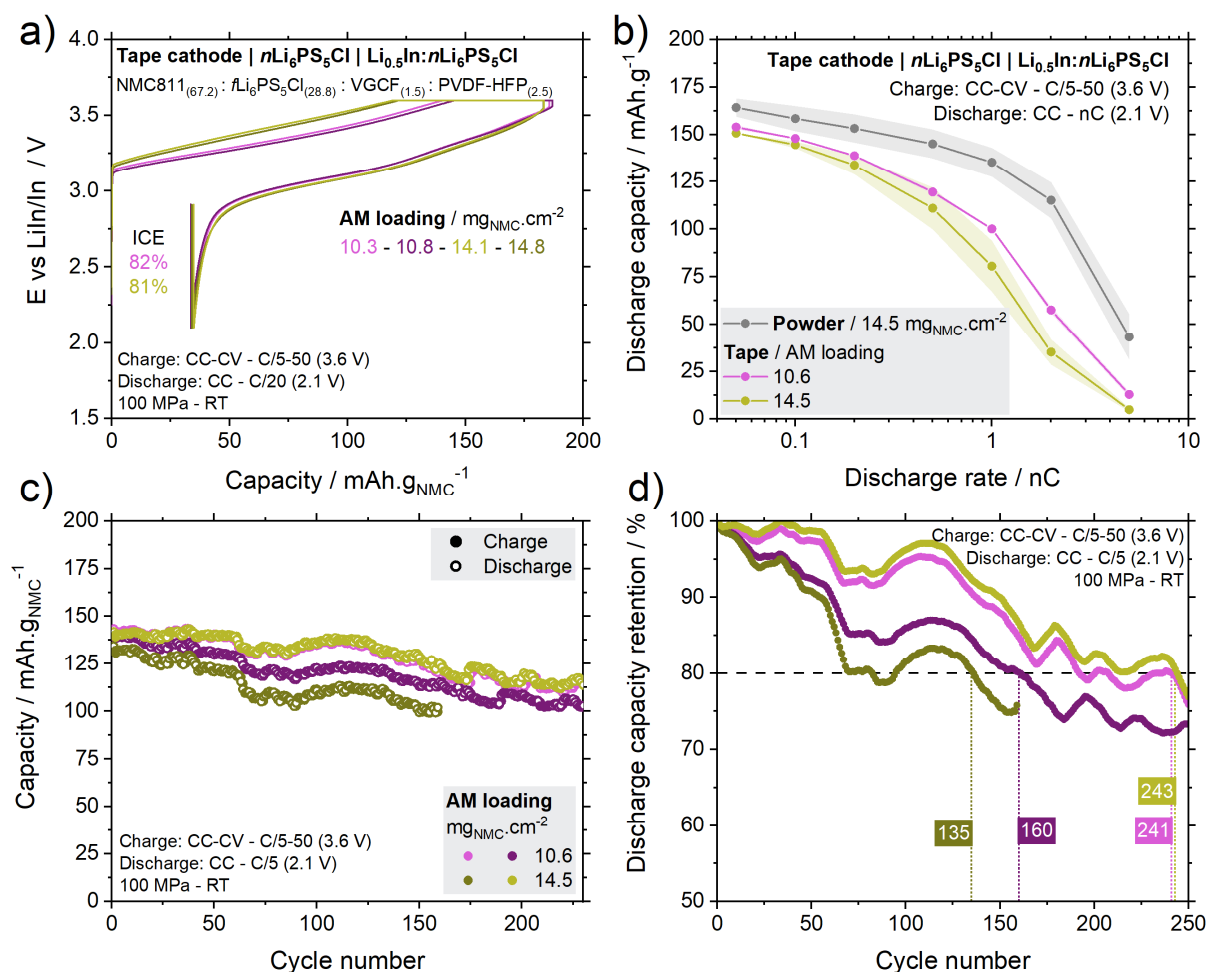 a)
4.0
3.5
3.0
2.5
2.0
1.5
E vs LiIn/In / V
Tape cathode | nLi₆PS₅Cl | Li₀.₅In:nLi₆PS₅Cl
NMC811(67.2) : fLi₆PS₅Cl(28.8) : VGCF(1.5) : PVDF-HFP(2.5)
AM loading / mgNMC.cm⁻²
10.3 - 10.8 - 14.1 - 14.8
ICE
82%
81%
Charge: CC-CV - C/5-50 (3.6 V)
Discharge: CC - C/20 (2.1 V)
100 MPa - RT
0 50 100 150 200
Capacity / mAh.gNMC⁻¹
b)
200
175
150
125
100
75
50
25
0
Discharge capacity / mAh.g⁻¹
Tape cathode | nLi₆PS₅Cl | Li₀.₅In:nLi₆PS₅Cl
Charge: CC-CV - C/5-50 (3.6 V)
Discharge: CC - nC (2.1 V)
Powder / 14.5 mgNMC.cm⁻²
Tape / AM loading
10.6
14.5
0.1 1 10
Discharge rate / nC
c)
200
175
150
125
100
75
50
25
0
Capacity / mAh.gNMC⁻¹
Charge
Discharge
AM loading
mgNMC.cm⁻²
10.6
14.5
Charge: CC-CV - C/5-50 (3.6 V)
Discharge: CC - C/5 (2.1 V)
100 MPa - RT
0 50 100 150 200
Cycle number
d)
100
90
80
70
60
50
Discharge capacity retention / %
Charge: CC-CV - C/5-50 (3.6 V)
Discharge: CC - C/5 (2.1 V)
100 MPa - RT
243
135 160 241
0 50 100 150 200 250
Cycle number